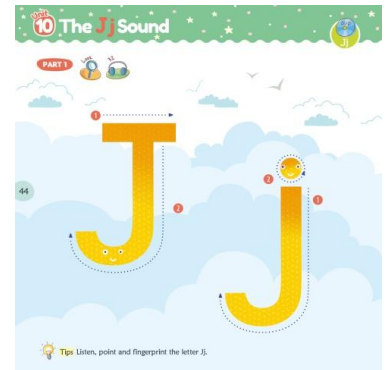 Unit
10 The Jj Sound
Jj
PART 1
1
2
J
2
1
j
44
Tips Listen, point and fingerprint the letter Jj.